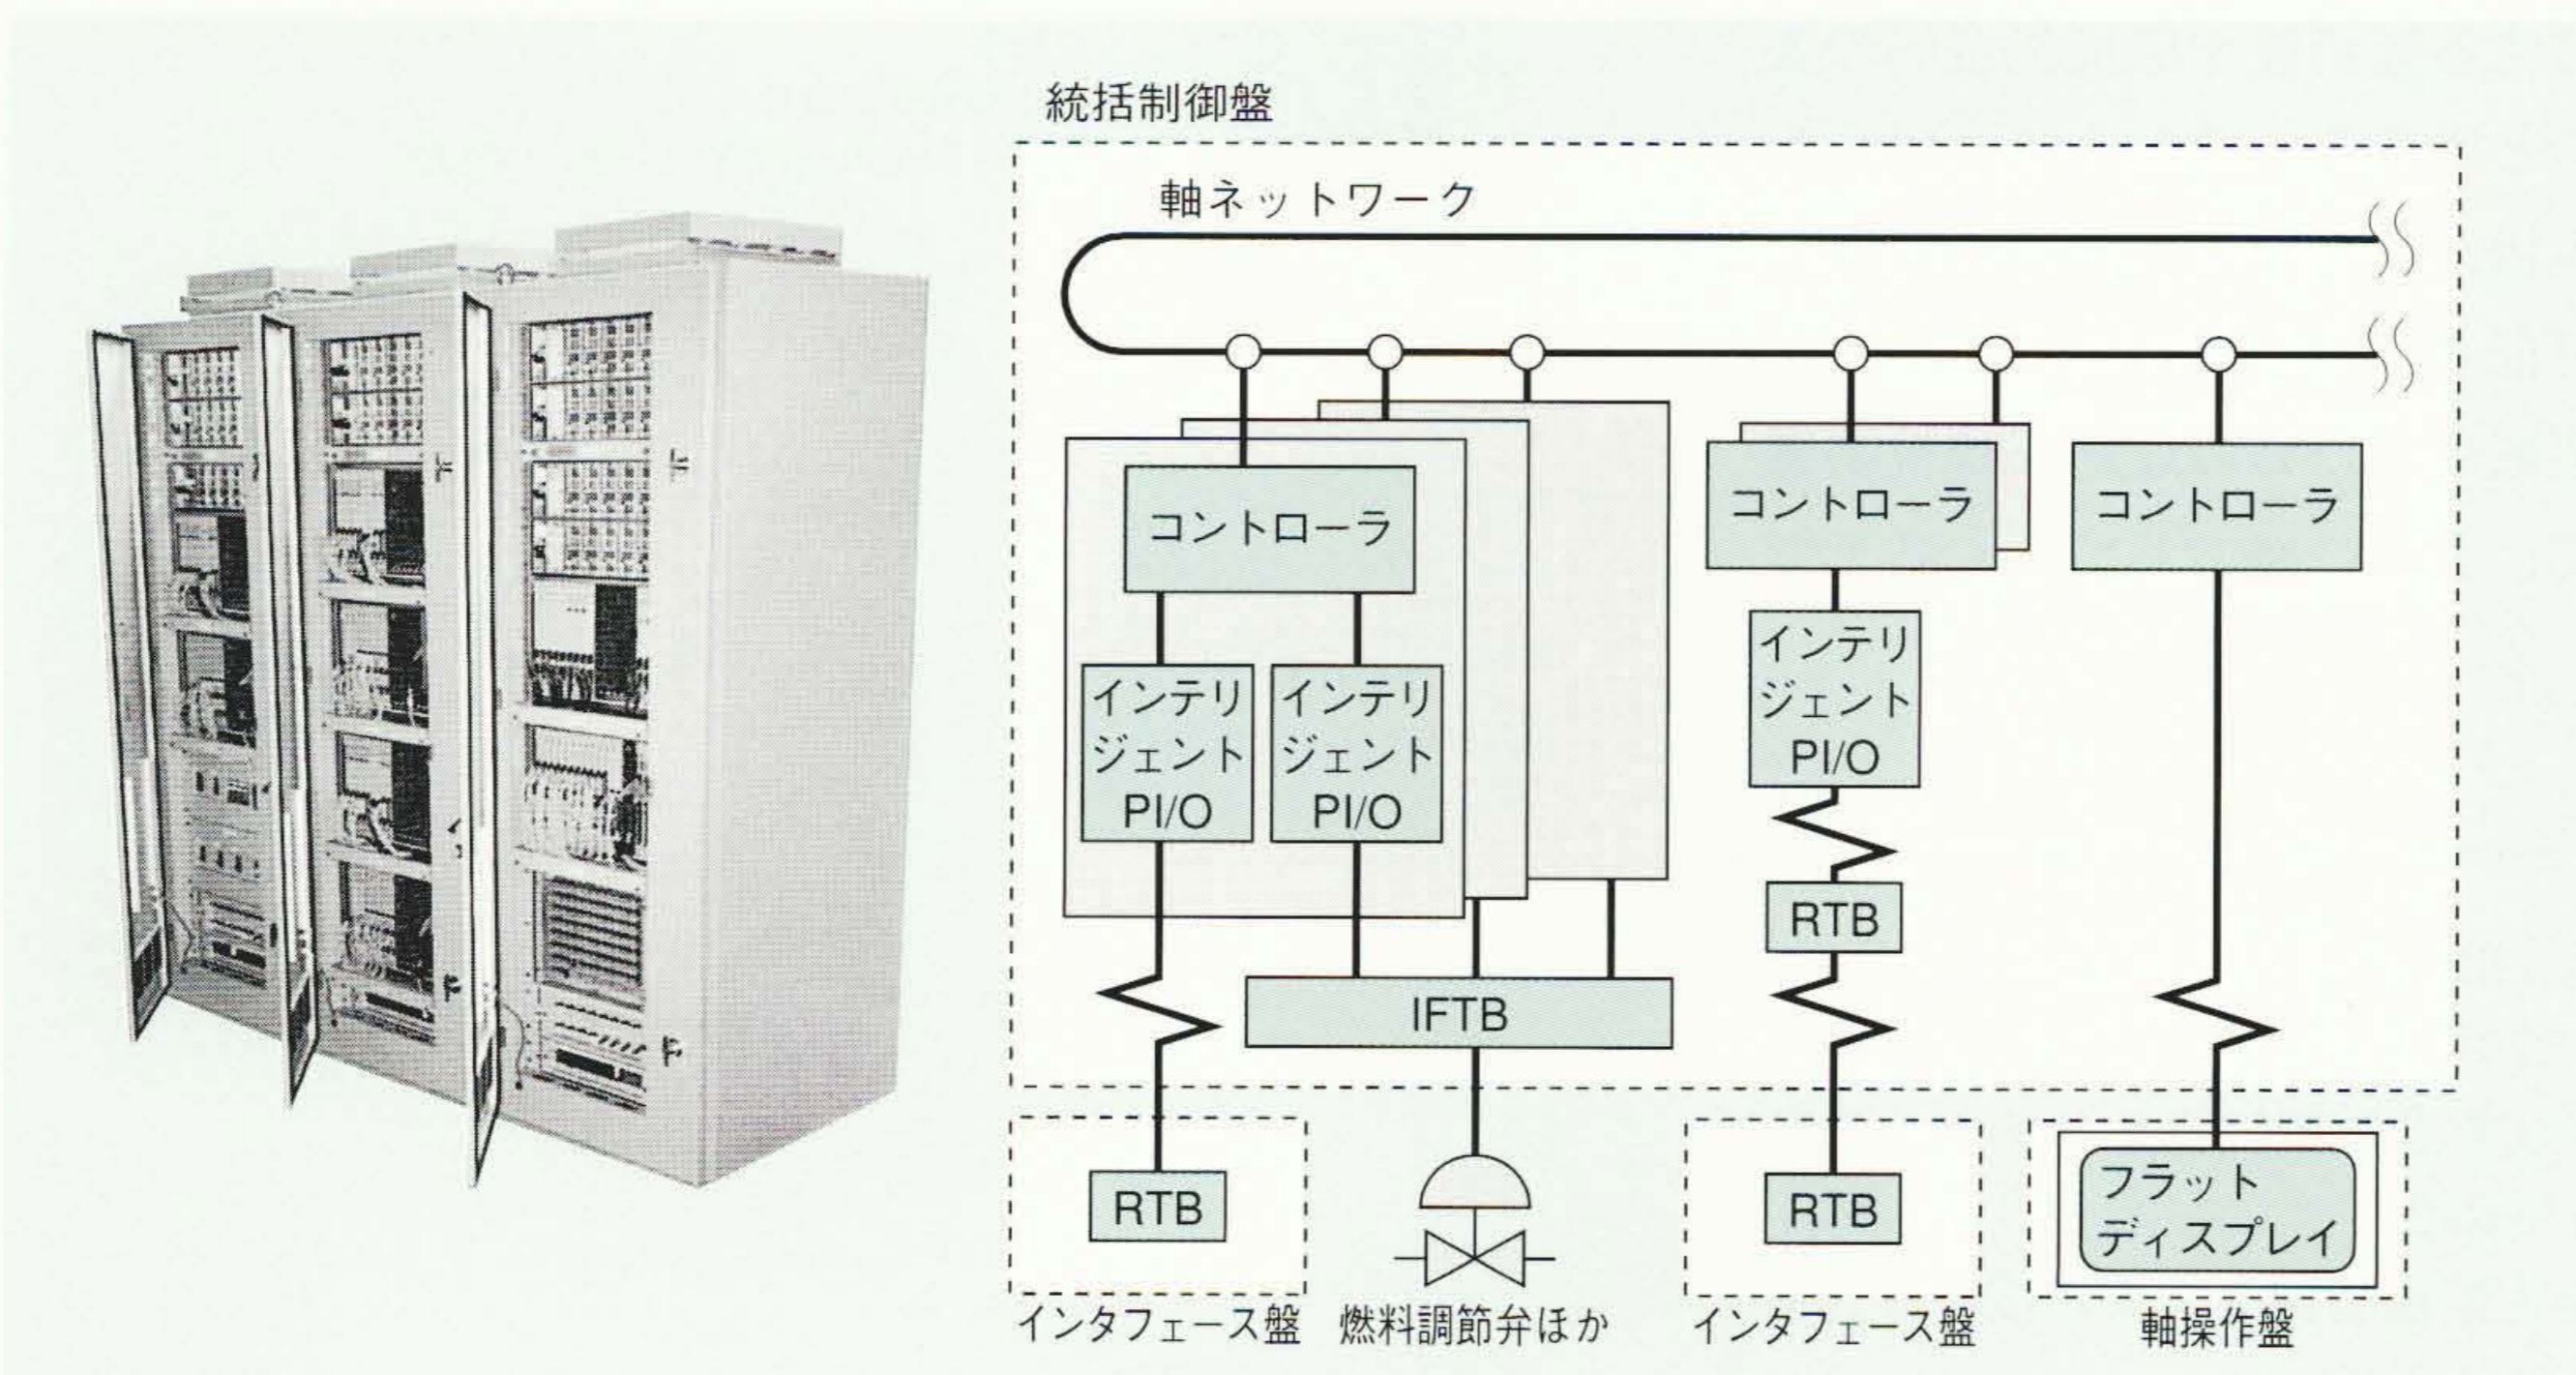 統括制御盤
軸ネットワーク
コントローラ
コントローラ
コントローラ
インテリ
ジェント
PI/O
インテリ
ジェント
PI/O
インテリ
ジェント
PI/O
RTB
IFTB
RTB
RTB
フラット
ディスプレイ
インタフェース盤
燃料調節弁ほか
インタフェース盤
軸操作盤